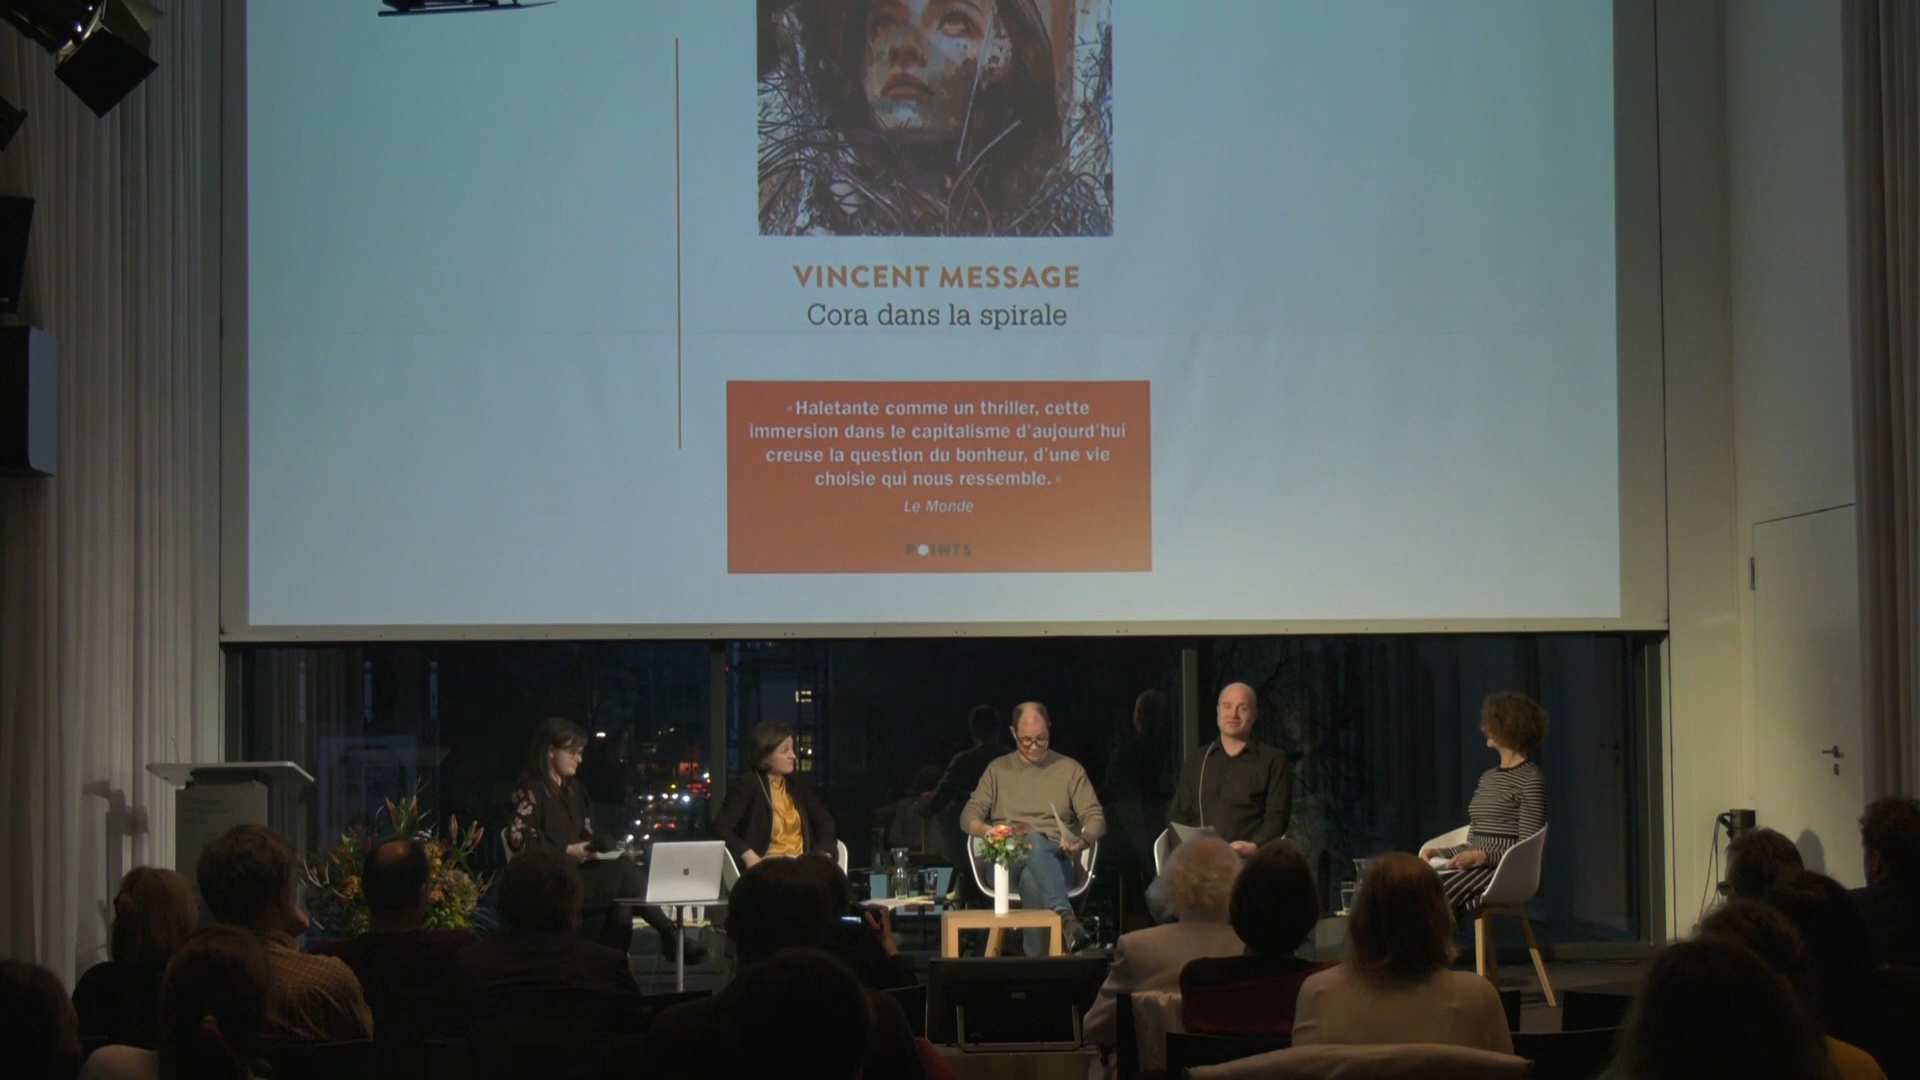 VINCENT MESSAGE
Cora dans la spirale
« Haletante comme un thriller, cette
immersion dans le capitalisme d'aujourd'hui
creuse la question du bonheur, d'une vie
choisie qui nous ressemble. »
Le Monde
POINTS